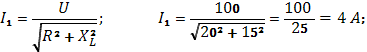 I₁ = U / √(R² + X_L²); I₁ = 100 / √(20² + 15²) = 100 / 25 = 4 A;